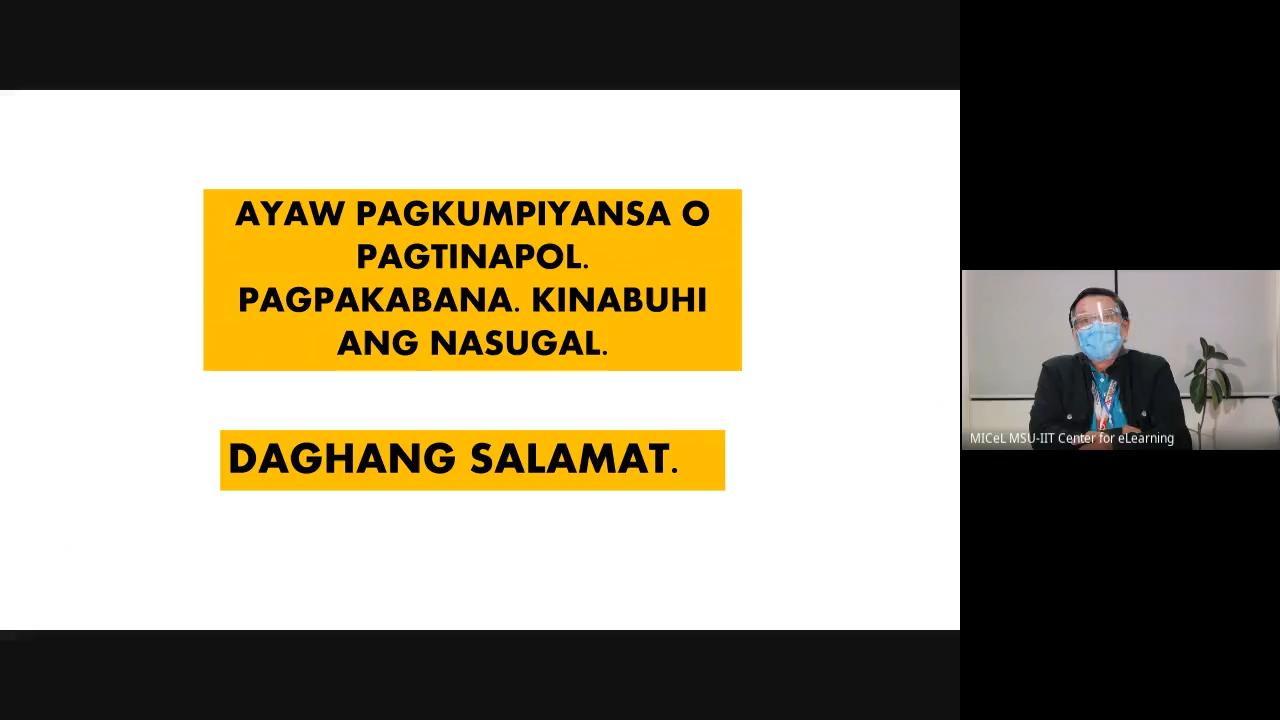 AYAW PAGKUMPIYANSA O
PAGTINAPOL.
PAGPAKABANA. KINABUHI
ANG NASUGAL.
DAGHANG SALAMAT.
MICeL MSU-IIT Center for eLearning